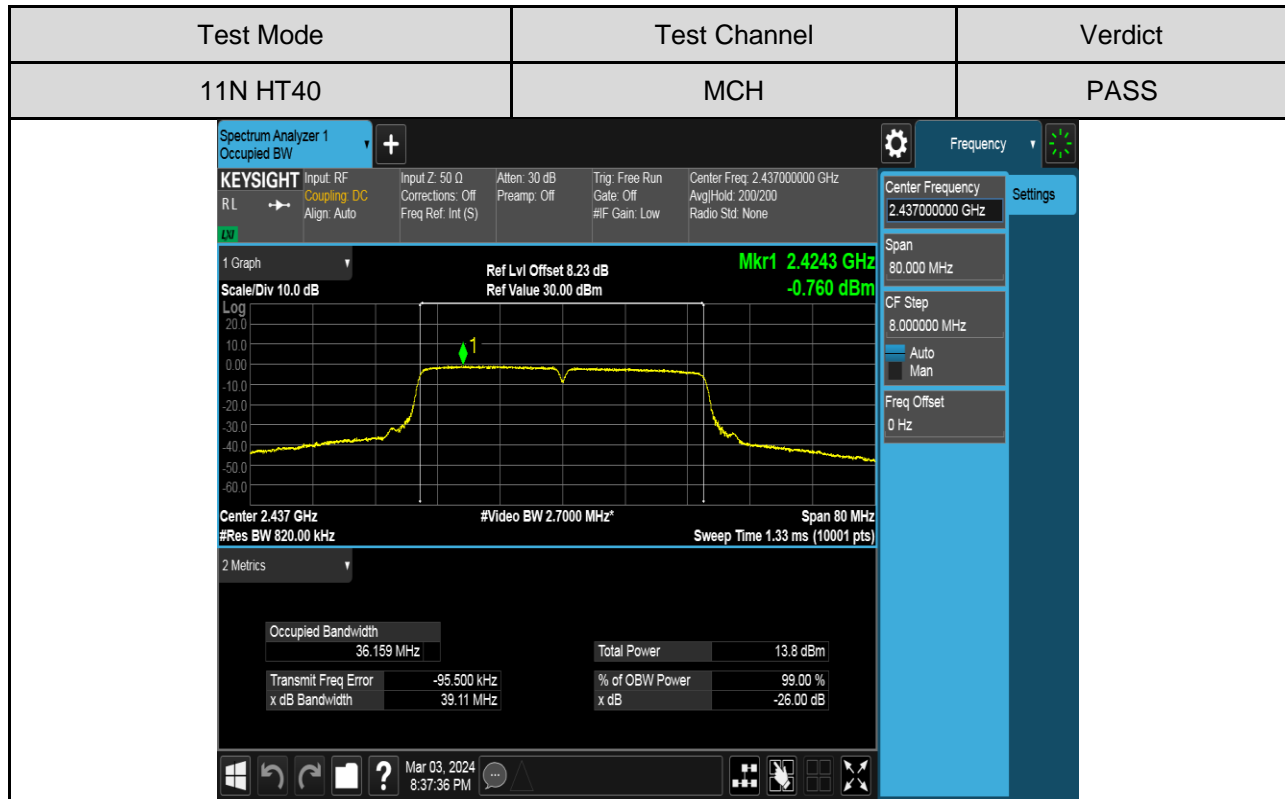 Test Mode Test Channel Verdict
11N HT40 MCH PASS
Spectrum Analyzer 1
Occupied BW
+
Frequency
KEYSIGHT Input: RF Input Z: 50 Ω Atten: 30 dB Trig: Free Run Center Freq: 2.437000000 GHz
RL Coupling: DC Corrections: Off Preamp: Off Gate: Off Avg|Hold: 200/200
Align: Auto Freq Ref: Int (S) #IF Gain: Low Radio Std: None
LXI
Center Frequency
2.437000000 GHz
Settings
Span
80.000 MHz
CF Step
8.000000 MHz
Auto
Man
Freq Offset
0 Hz
1 Graph
Ref Lvl Offset 8.23 dB
Mkr1 2.4243 GHz
Scale/Div 10.0 dB Ref Value 30.00 dBm -0.760 dBm
Log
20.0
10.0
0.00
-10.0
-20.0
-30.0
-40.0
-50.0
-60.0
1
Center 2.437 GHz #Video BW 2.7000 MHz* Span 80 MHz
#Res BW 820.00 kHz Sweep Time 1.33 ms (10001 pts)
2 Metrics
Occupied Bandwidth
36.159 MHz Total Power 13.8 dBm
Transmit Freq Error -95.500 kHz % of OBW Power 99.00 %
x dB Bandwidth 39.11 MHz x dB -26.00 dB
?
Mar 03, 2024
8:37:36 PM